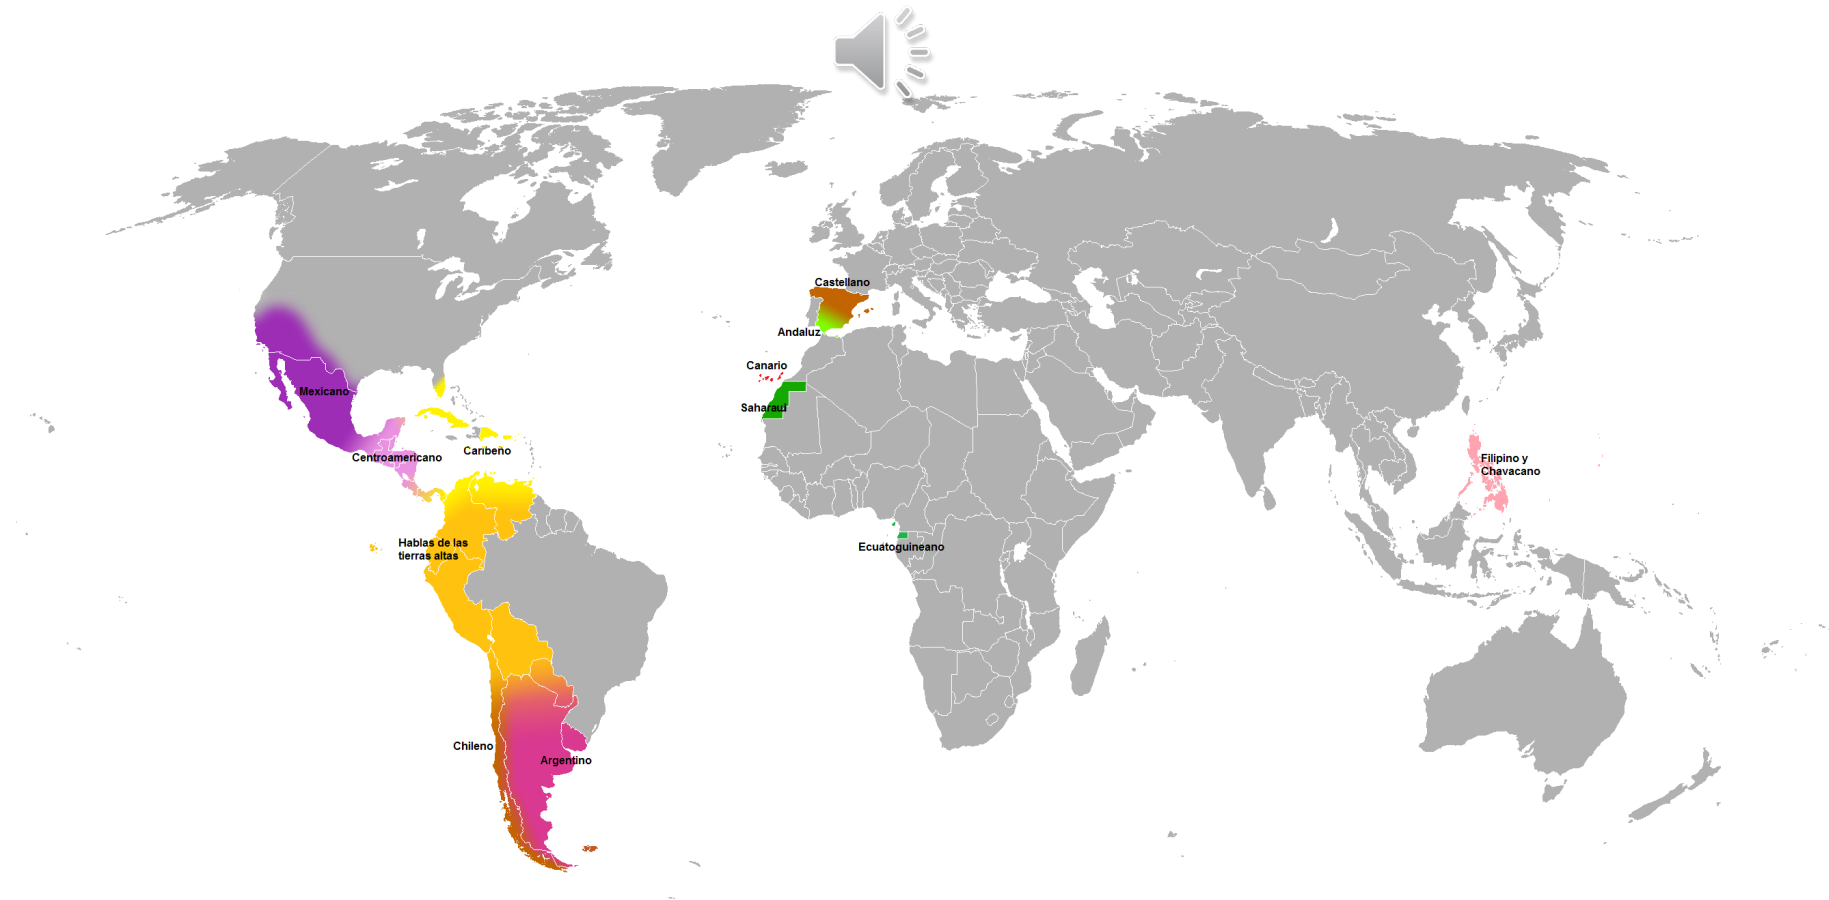 Castellano
Andaluz
Canario
Mexicano
Saharaui
Caribeño
Centroamericano
Filipino y
Chavacano
Hablas de las
tierras altas
Ecuatoguineano
Chileno
Argentino